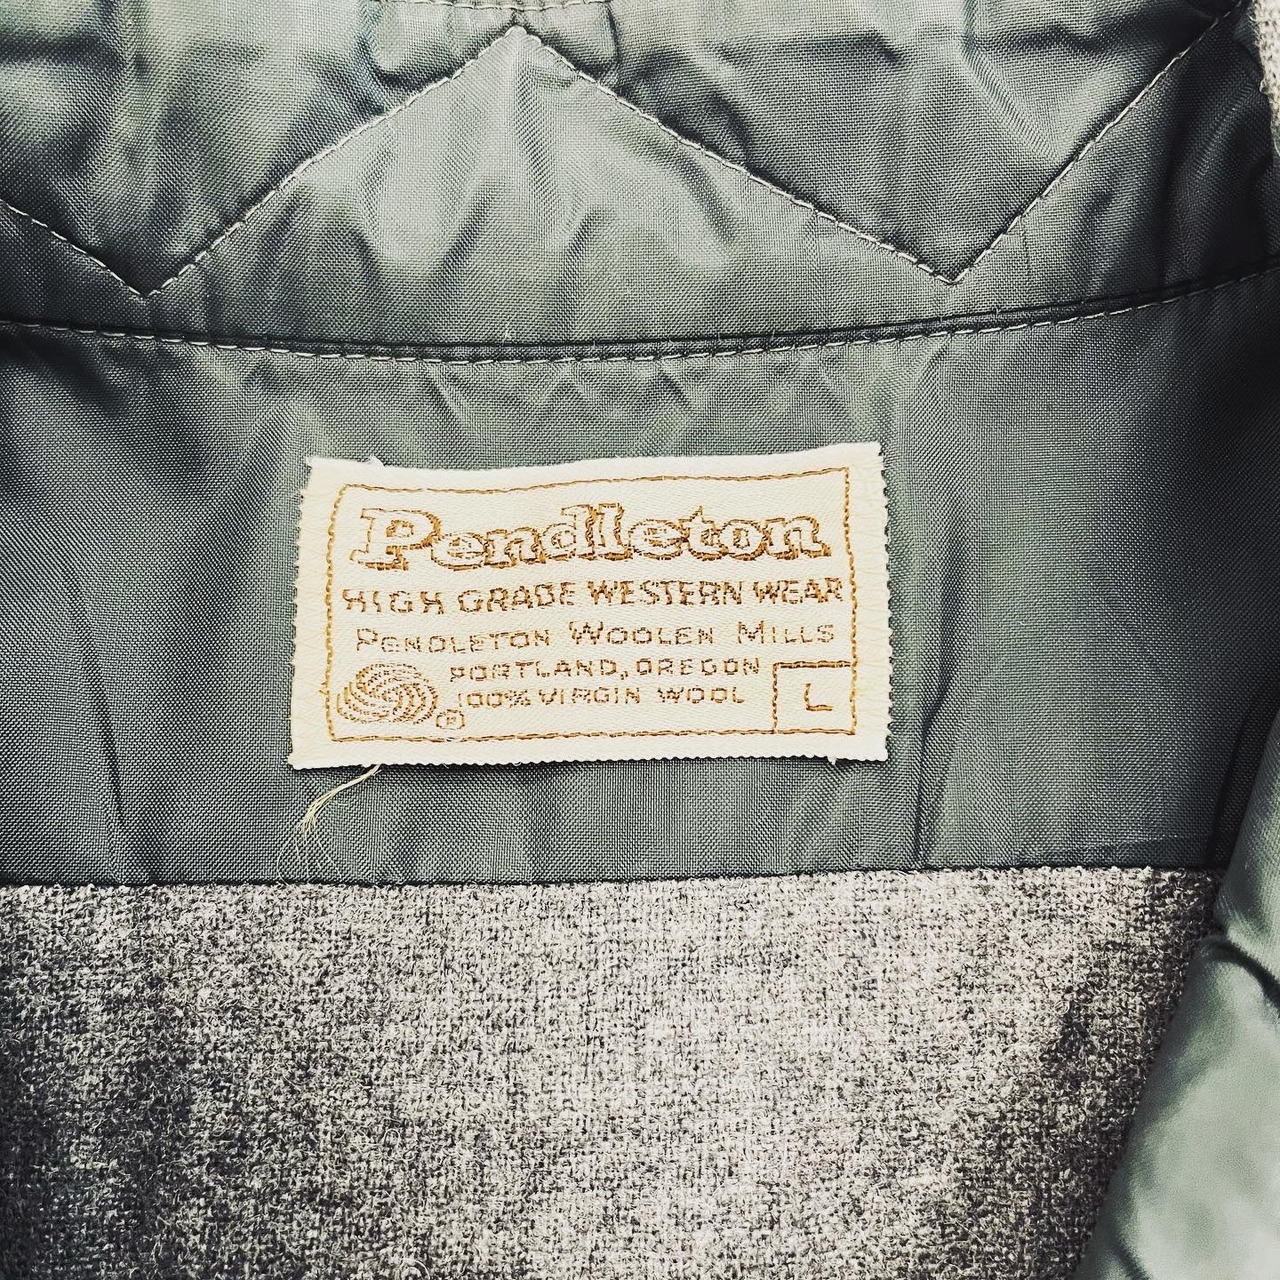 Pendleton
HIGH GRADE WESTERN WEAR
PENDLETON WOOLEN MILLS
PORTLAND, OREGON
100% VIRGIN WOOL
®
L